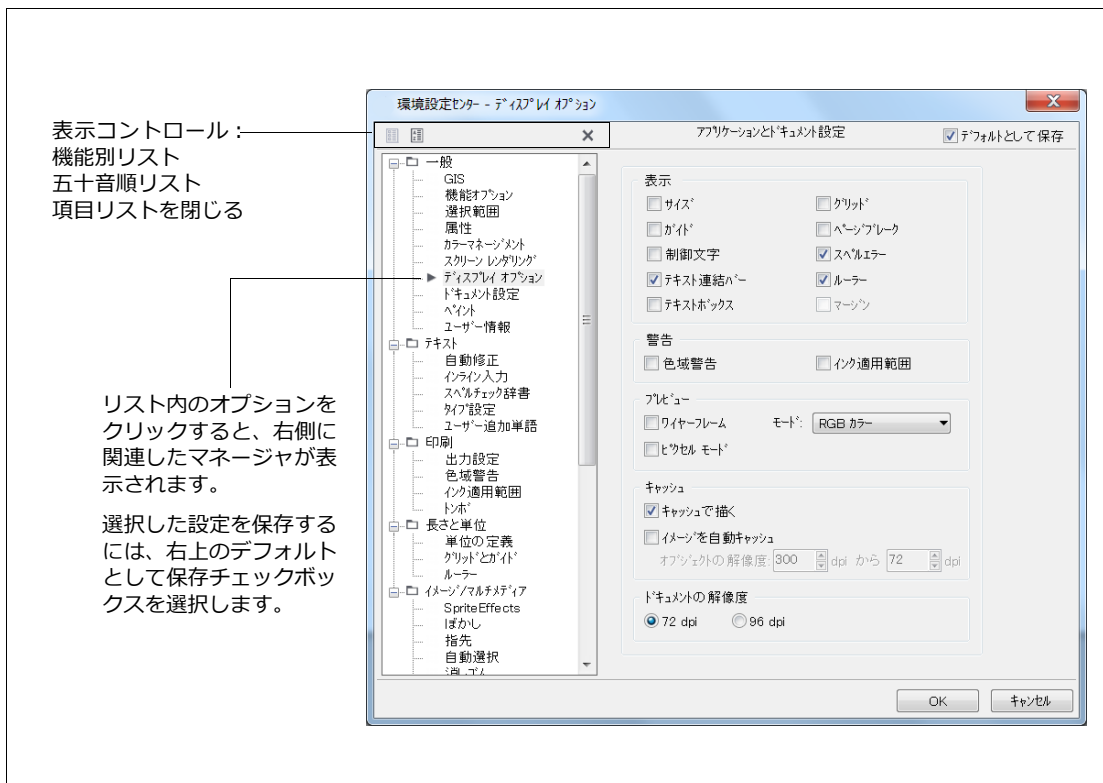 環境設定センター - ディスプレイ オプション
表示コントロール：
機能別リスト
五十音順リスト
項目リストを閉じる
アプリケーションとドキュメント設定
デフォルトとして保存
一般
GIS
機能オプション
選択範囲
属性
カラーマネージメント
スクリーン レンダリング
ディスプレイ オプション
ドキュメント設定
ペイント
ユーザー情報
テキスト
自動修正
インライン入力
スペルチェック辞書
タイプ設定
ユーザー追加単語
印刷
出力設定
色域警告
インク適用範囲
トンボ
長さと単位
単位の定義
グリッドとガイド
ルーラー
イメージ/マルチメディア
SpriteEffects
ぼかし
指先
自動選択
消しゴム
リスト内のオプションを
クリックすると、右側に
関連したマネージャが表
示されます。
選択した設定を保存する
には、右上のデフォルト
として保存チェックボッ
クスを選択します。
表示
サイズ グリッド
ガイド ページブレーク
制御文字 スペルエラー
テキスト連結バー ルーラー
テキストボックス マージン
警告
色域警告 インク適用範囲
プレビュー
ワイヤーフレーム モード: RGB カラー
ピクセル モード
キャッシュ
キャッシュで描く
イメージを自動キャッシュ
オブジェクトの解像度: 300 dpi から 72 dpi
ドキュメントの解像度
72 dpi 96 dpi
OK キャンセル